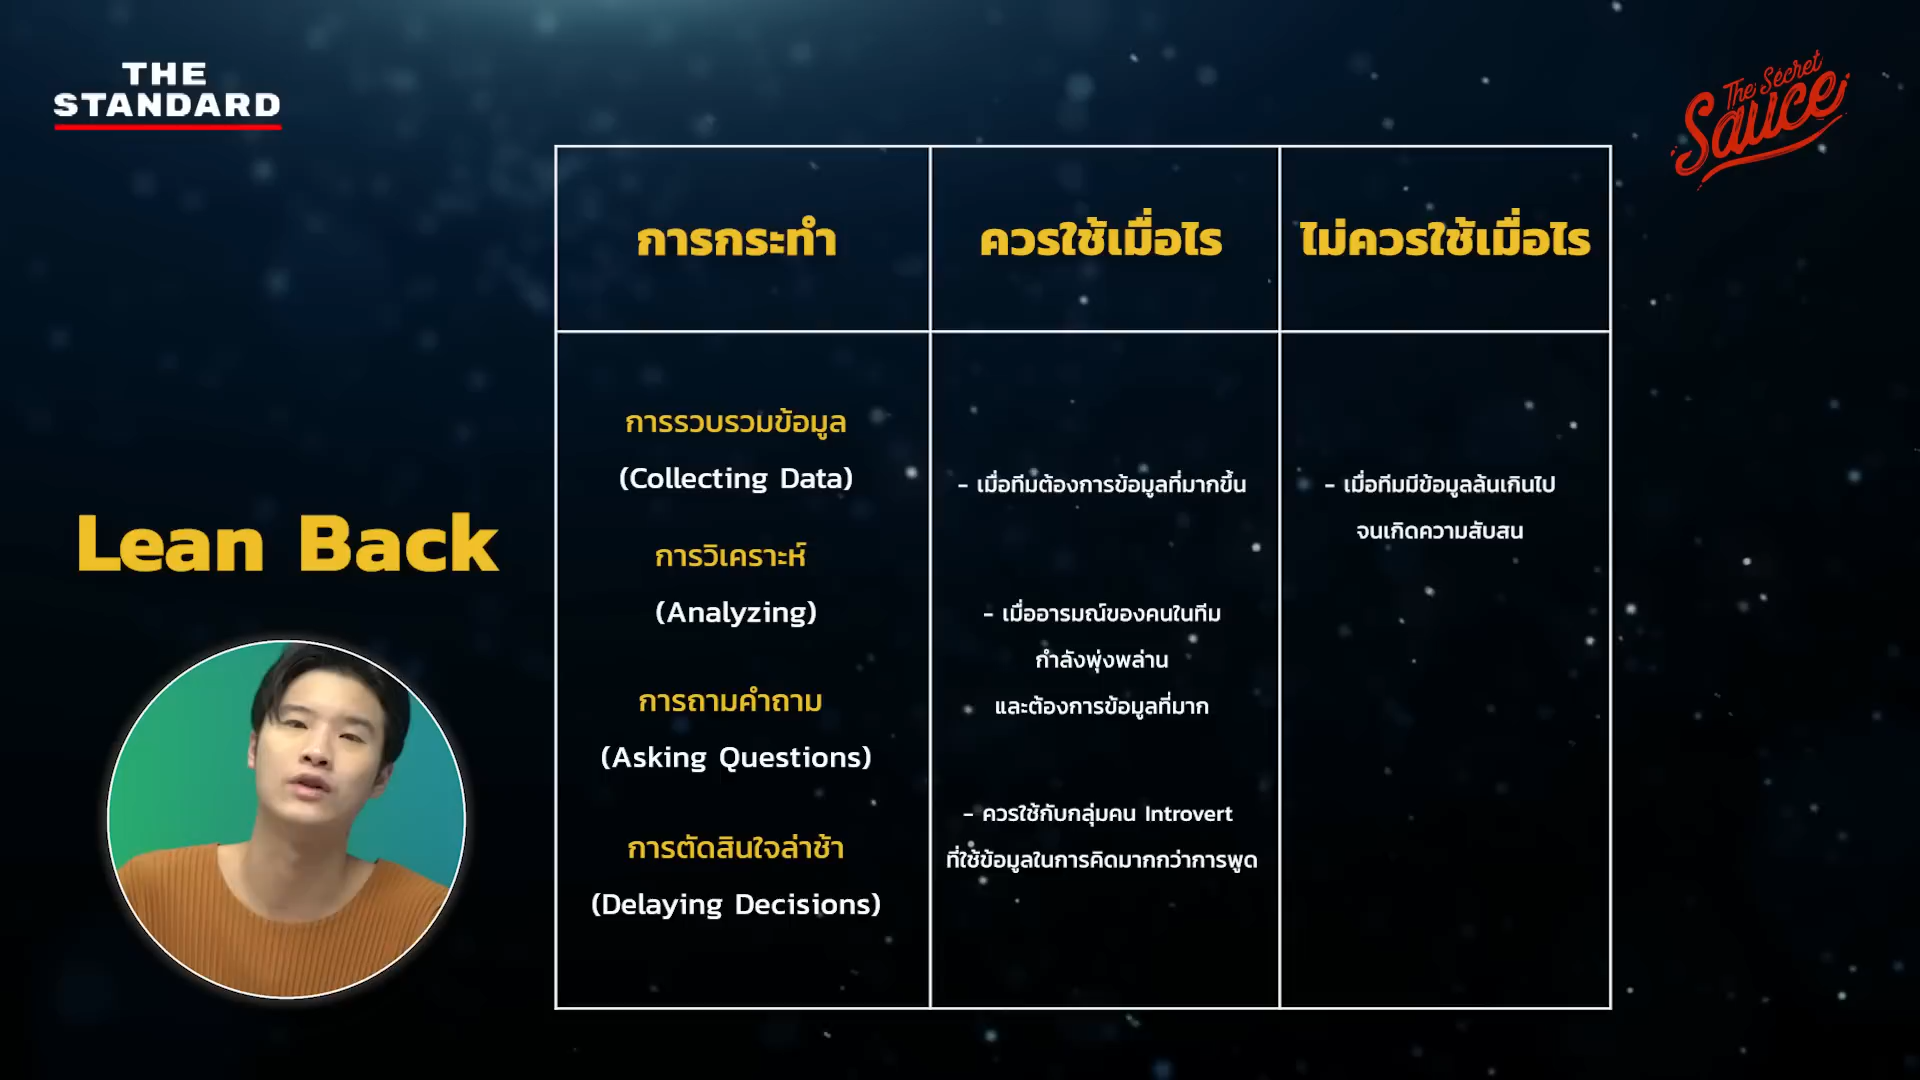 THE
STANDARD
The Secret
Sauce
การกระทำ
ควรใช้เมื่อไร
ไม่ควรใช้เมื่อไร
Lean Back
การรวบรวมข้อมูล
(Collecting Data)
การวิเคราะห์
(Analyzing)
การถามคำถาม
(Asking Questions)
การตัดสินใจล่าช้า
(Delaying Decisions)
- เมื่อทีมต้องการข้อมูลที่มากขึ้น
- เมื่ออารมณ์ของคนในทีม
กำลังพุ่งพล่าน
และต้องการข้อมูลที่มาก
- ควรใช้กับกลุ่มคน Introvert
ที่ใช้ข้อมูลในการคิดมากกว่าการพูด
- เมื่อทีมมีข้อมูลล้นเกินไป
จนเกิดความสับสน